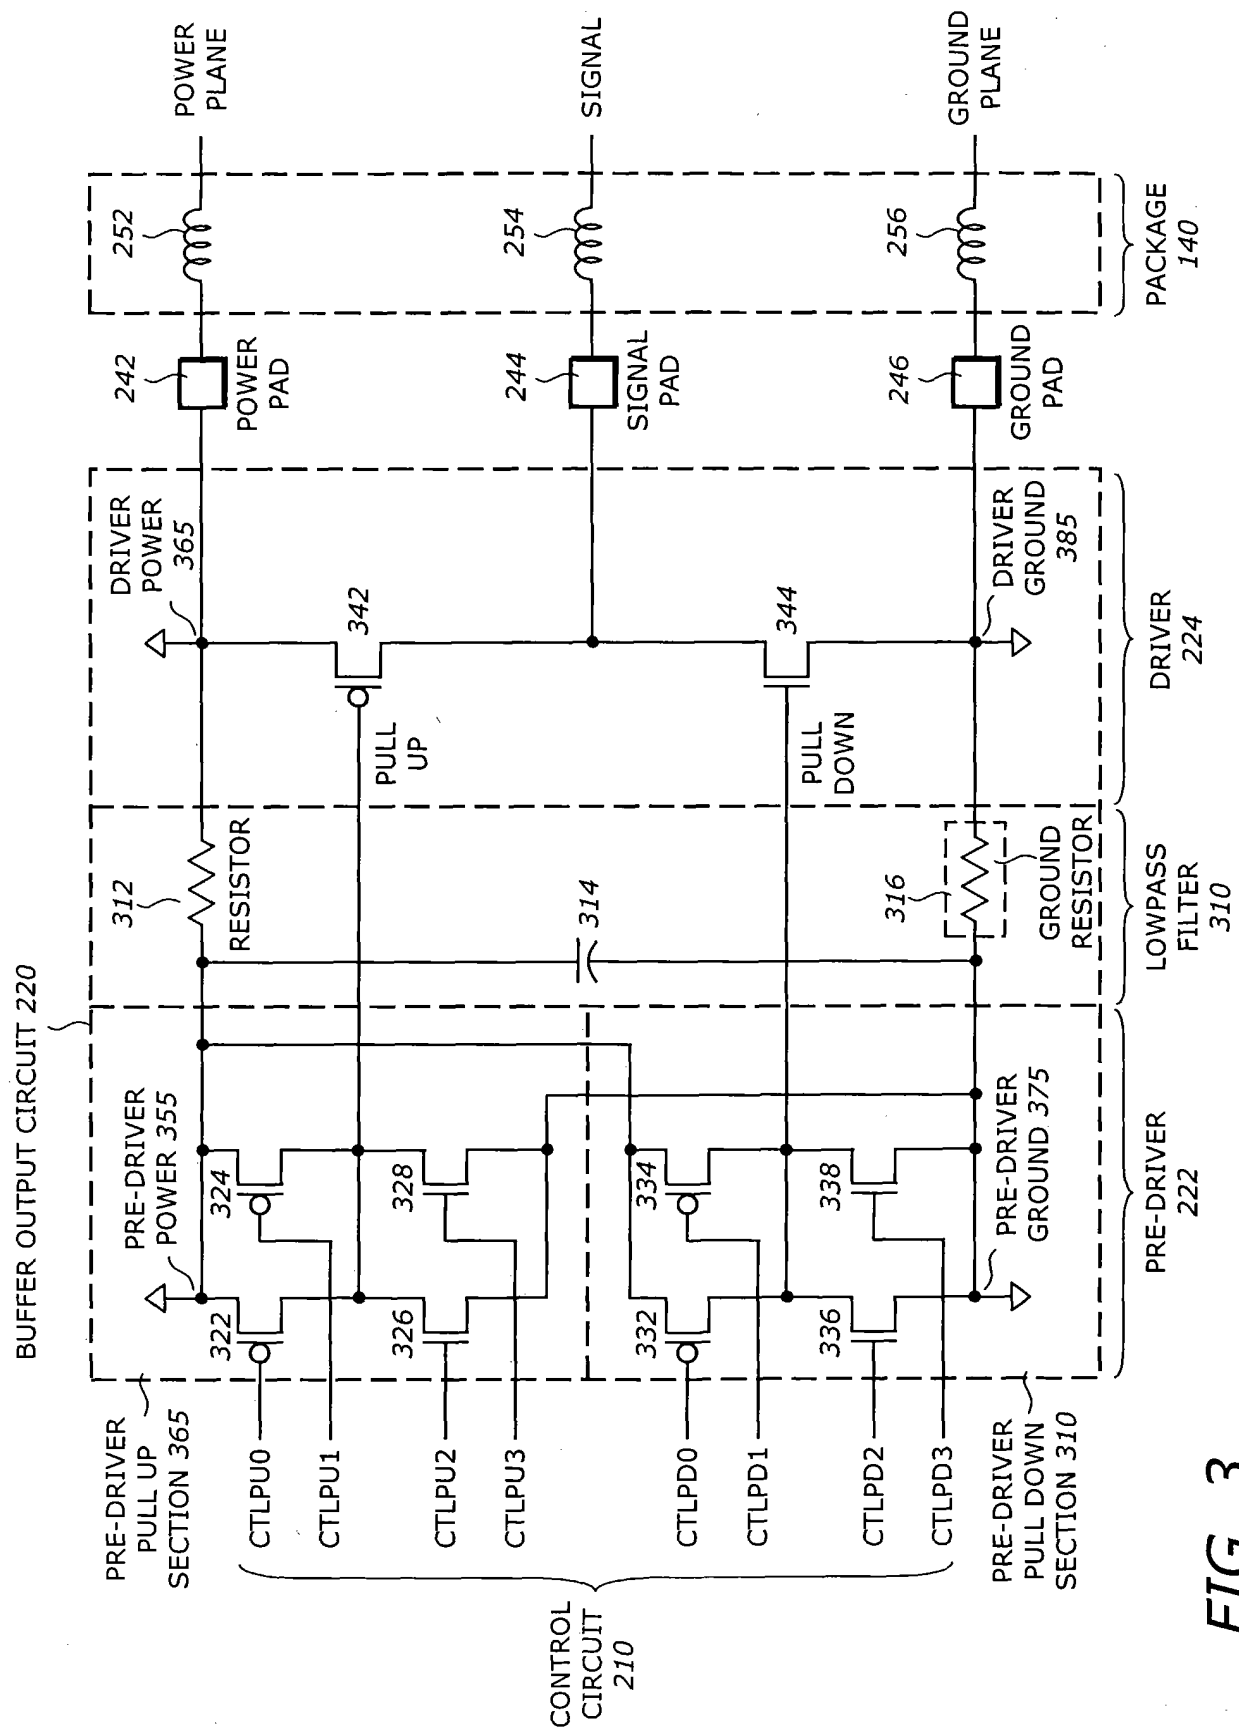 BUFFER OUTPUT CIRCUIT 220
PRE-DRIVER
PULL UP
SECTION 365
PRE-DRIVER
POWER 355
312
RESISTOR
DRIVER
POWER
365
242
POWER
PAD
252
POWER
PLANE
CONTROL
CIRCUIT
210
CTLPU0
CTLPU1
CTLPU2
CTLPU3
CTLPD0
CTLPD1
CTLPD2
CTLPD3
322
324
326
328
332
334
336
338
PULL
UP
342
314
244
SIGNAL
PAD
254
SIGNAL
PULL
DOWN
344
316
GROUND
RESISTOR
DRIVER
GROUND
385
246
GROUND
PAD
256
GROUND
PLANE
PRE-DRIVER
PULL DOWN
SECTION 310
PRE-DRIVER
GROUND 375
PRE-DRIVER
222
LOWPASS
FILTER
310
DRIVER
224
PACKAGE
140
FIG. 3